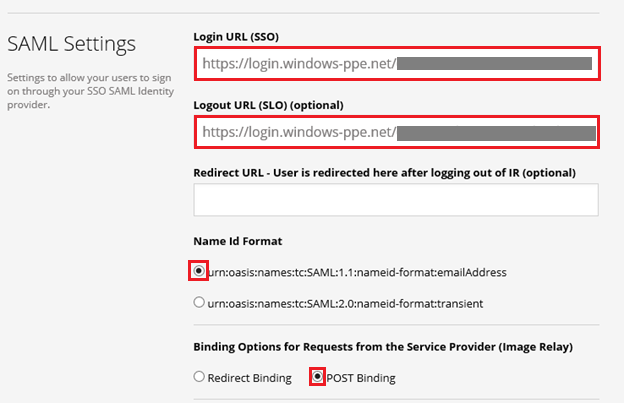 SAML Settings
Settings to allow your users to sign
on through your SSO SAML Identity
provider.
Login URL (SSO)
https://login.windows-ppe.net/
Logout URL (SLO) (optional)
https://login.windows-ppe.net/
Redirect URL - User is redirected here after logging out of IR (optional)
Name Id Format
urn:oasis:names:tc:SAML:1.1:nameid-format:emailAddress
urn:oasis:names:tc:SAML:2.0:nameid-format:transient
Binding Options for Requests from the Service Provider (Image Relay)
Redirect Binding POST Binding